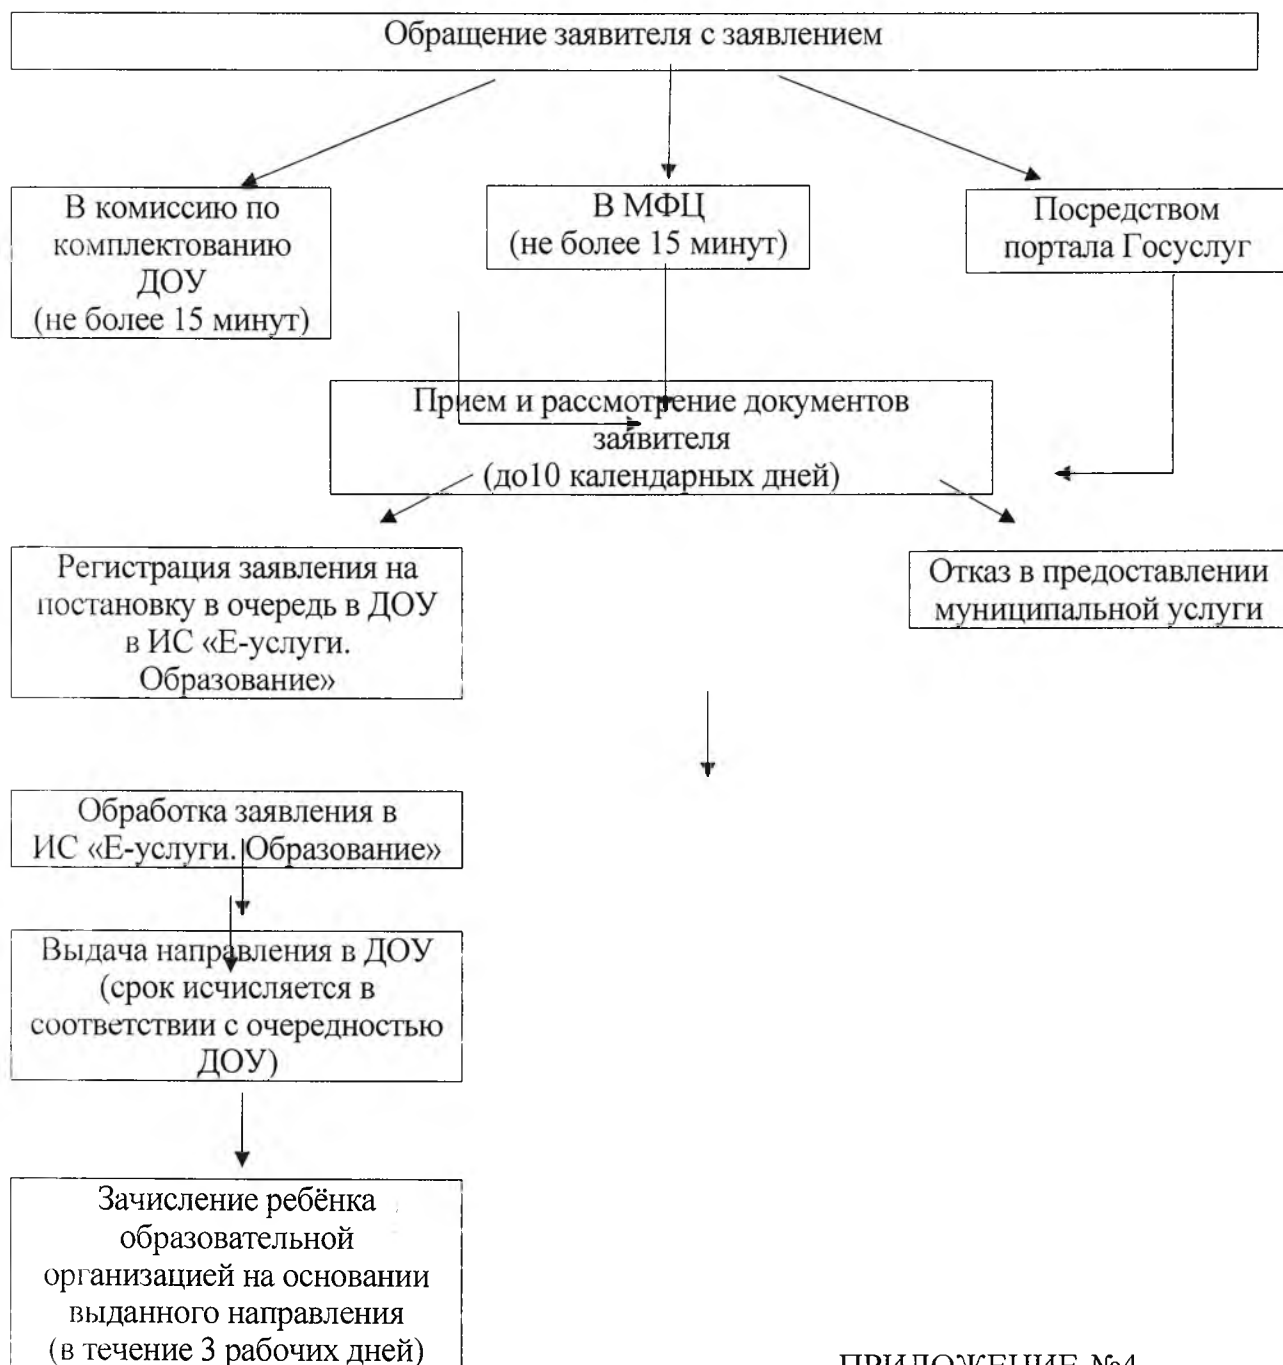 Обращение заявителя с заявлением
В комиссию по
комплектованию
ДОУ
(не более 15 минут)
В МФЦ
(не более 15 минут)
Посредством
портала Госуслуг
Прием и рассмотрение документов
заявителя
(до10 календарных дней)
Регистрация заявления на
постановку в очередь в ДОУ
в ИС «Е-услуги.
Образование»
Отказ в предоставлении
муниципальной услуги
Обработка заявления в
ИС «Е-услуги. Образование»
Выдача направления в ДОУ
(срок исчисляется в
соответствии с очередностью
ДОУ)
Зачисление ребёнка
образовательной
организацией на основании
выданного направления
(в течение 3 рабочих дней)
ПРИЛОЖЕНИЕ №4